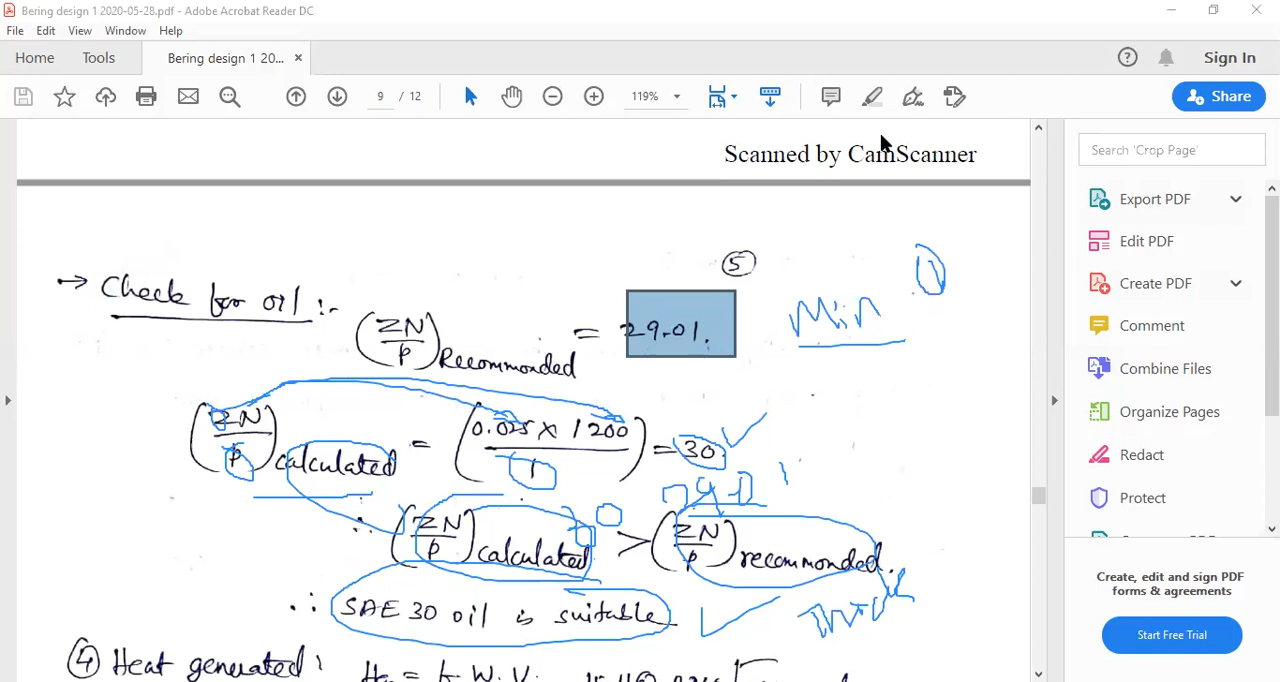 Bering design 1 2020-05-28.pdf - Adobe Acrobat Reader DC
File Edit View Window Help
Home Tools Bering design 1 20... ×
Sign In
9 / 12 119%
Share
Scanned by CamScanner
Search 'Crop Page'
Export PDF
Edit PDF
Create PDF
Comment
Combine Files
Organize Pages
Redact
Protect
Create, edit and sign PDF
forms & agreements
Start Free Trial
5
→ Check for oil :-
(ZN/P) Recommonded = 29.01. Min
(ZN/P) calculated = (0.025 × 1200 / 1) = 30
∴ (ZN/P) calculated > (ZN/P) recommonded.
∴ SAE 30 oil is suitable
④ Heat generated :